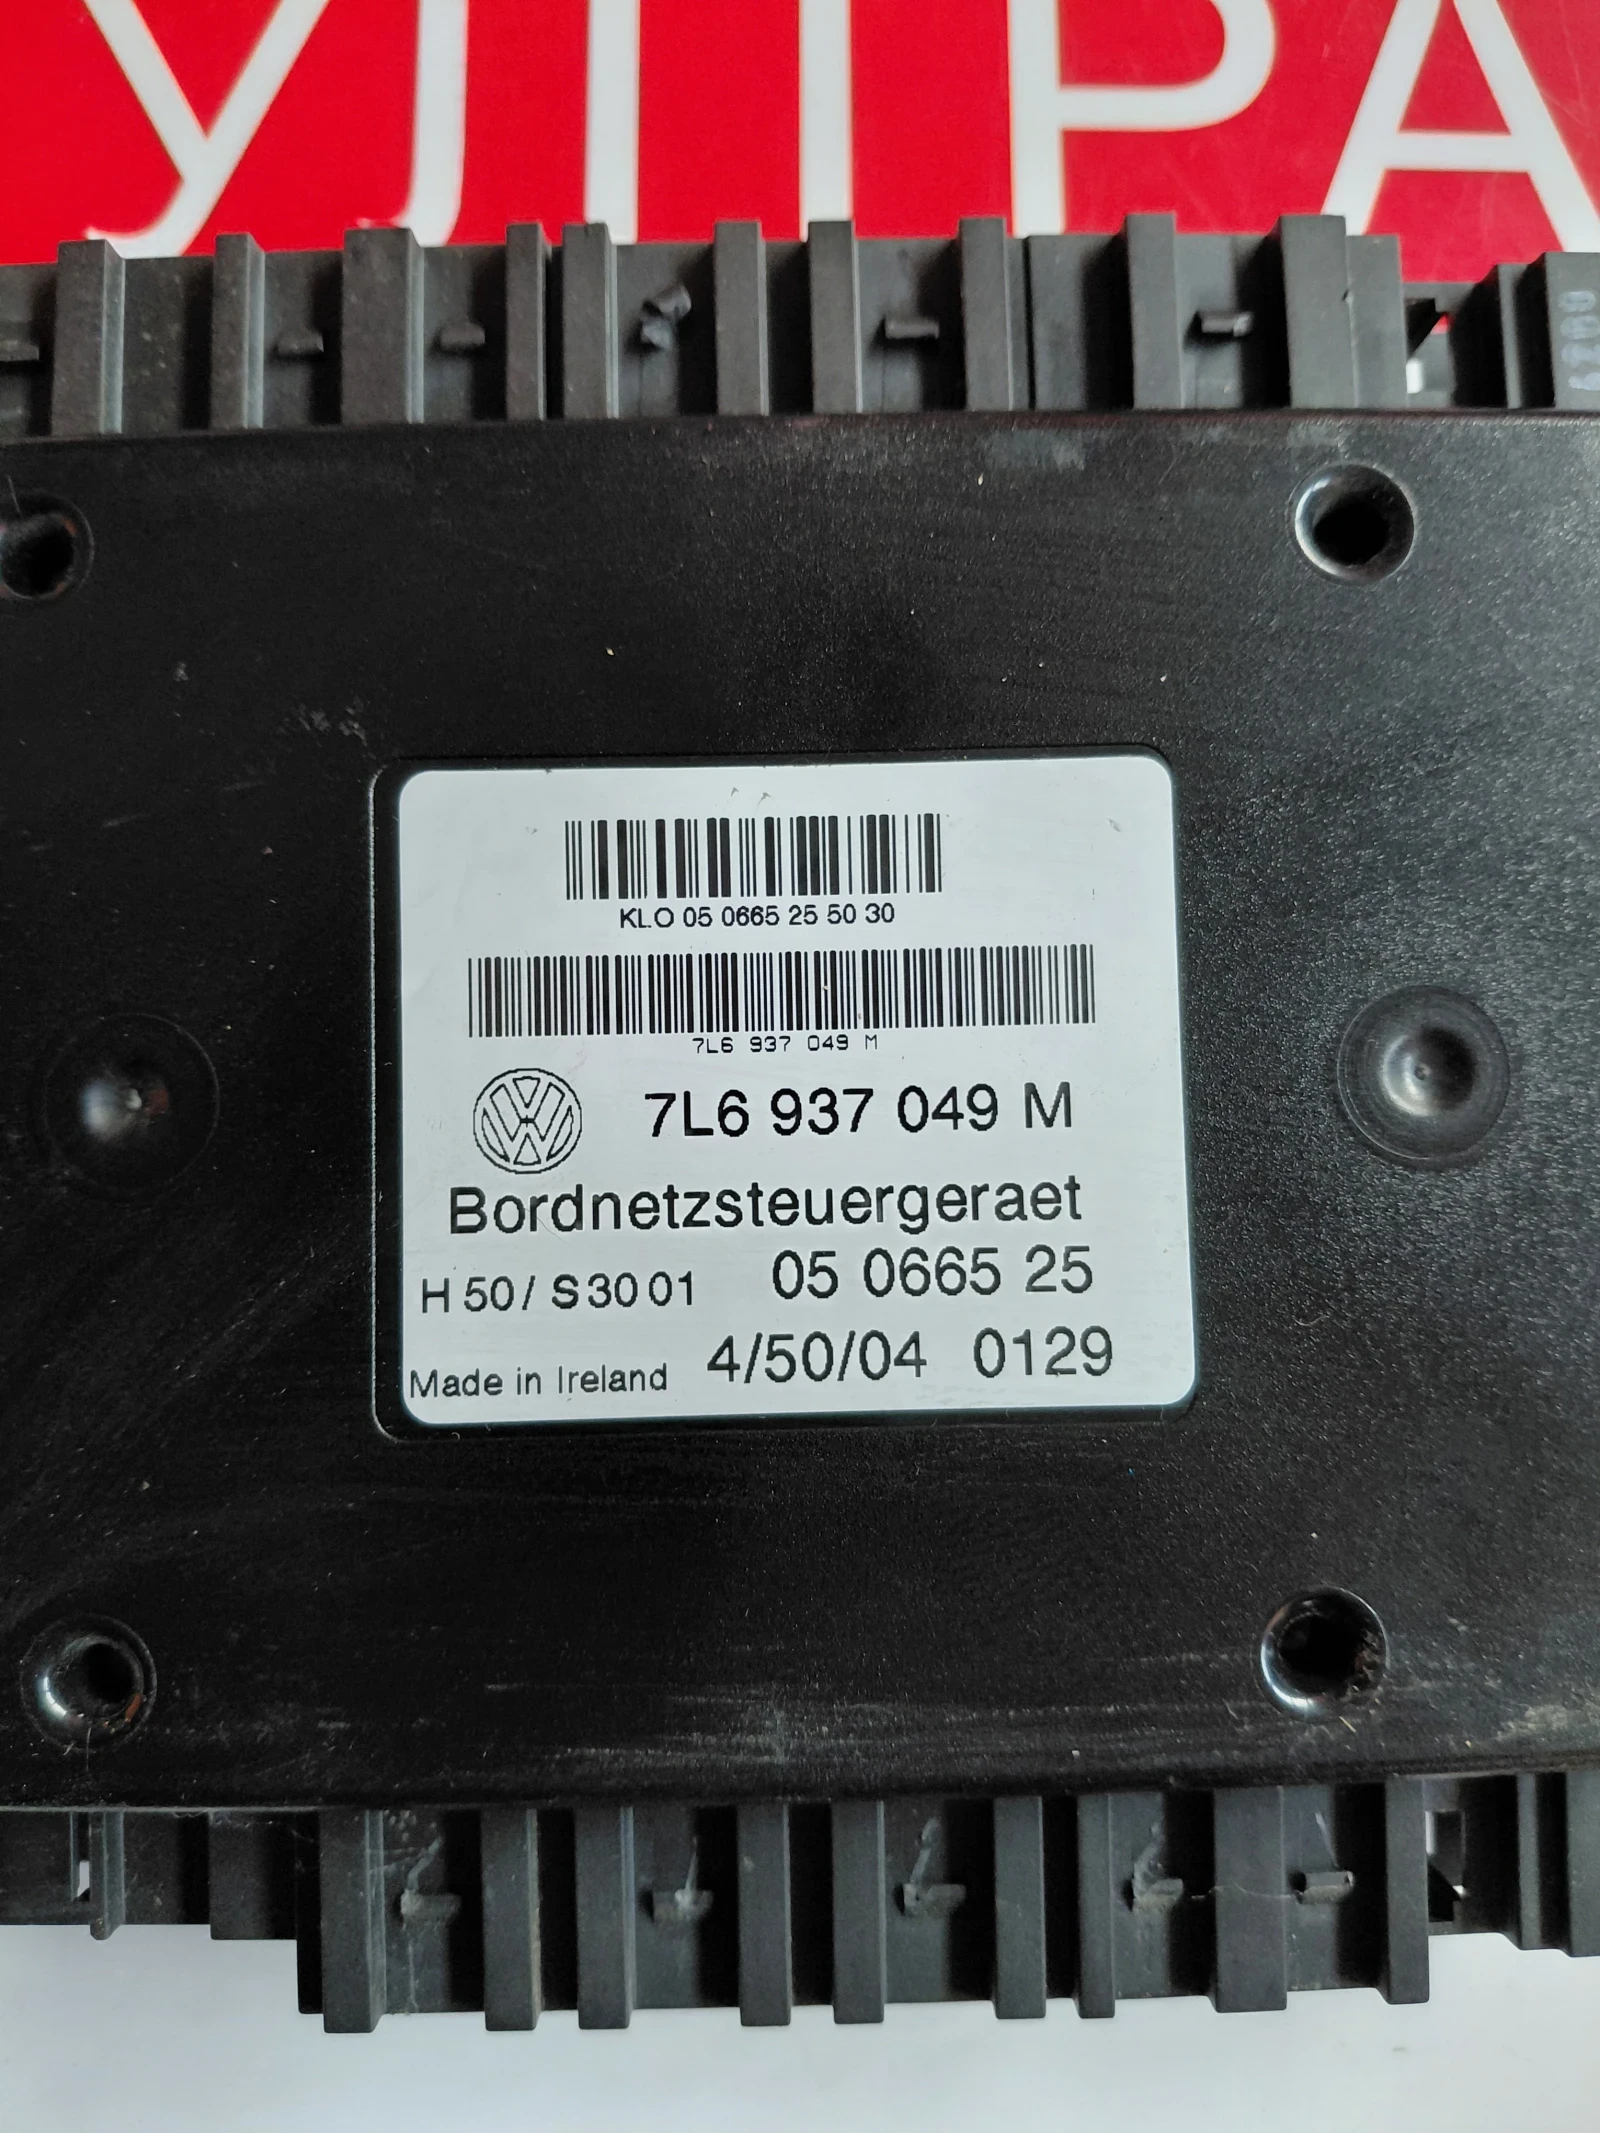 УЛТРА
KLO 05 0665 25 50 30
7L6 937 049 M
7L6 937 049 M
Bordnetzsteuergeraet
H 50 / S 30 01 05 0665 25
Made in Ireland 4/50/04 0129